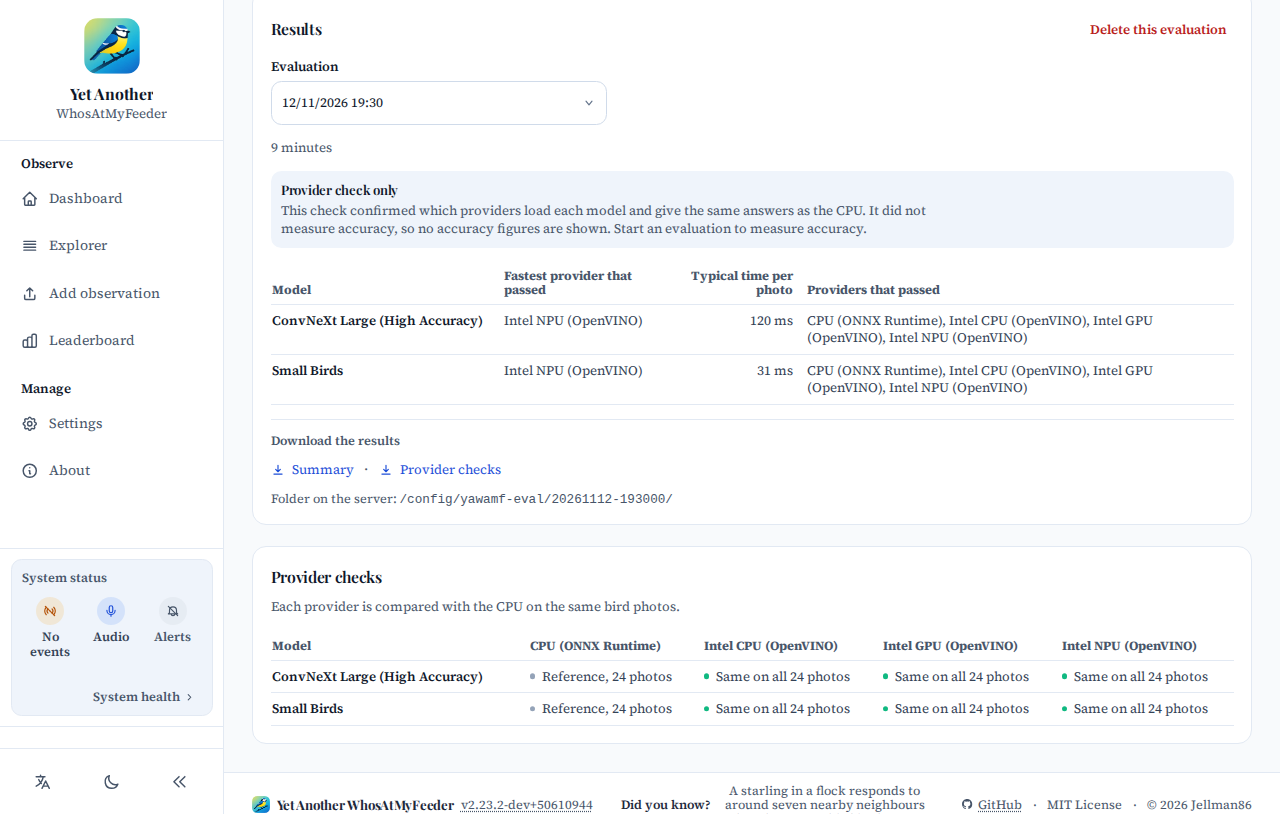 Yet Another
WhosAtMyFeeder
Observe
Dashboard
Explorer
Add observation
Leaderboard
Manage
Settings
About
System status
No events
Audio
Alerts
System health
Results
Delete this evaluation
Evaluation
12/11/2026 19:30
9 minutes
Provider check only
This check confirmed which providers load each model and give the same answers as the CPU. It did not
measure accuracy, so no accuracy figures are shown. Start an evaluation to measure accuracy.
Model Fastest provider that passed Typical time per photo Providers that passed
ConvNeXt Large (High Accuracy) Intel NPU (OpenVINO) 120 ms CPU (ONNX Runtime), Intel CPU (OpenVINO), Intel GPU
(OpenVINO), Intel NPU (OpenVINO)
Small Birds Intel NPU (OpenVINO) 31 ms CPU (ONNX Runtime), Intel CPU (OpenVINO), Intel GPU
(OpenVINO), Intel NPU (OpenVINO)
Download the results
Summary · Provider checks
Folder on the server: /config/yawamf-eval/20261112-193000/
Provider checks
Each provider is compared with the CPU on the same bird photos.
Model CPU (ONNX Runtime) Intel CPU (OpenVINO) Intel GPU (OpenVINO) Intel NPU (OpenVINO)
ConvNeXt Large (High Accuracy) Reference, 24 photos Same on all 24 photos Same on all 24 photos Same on all 24 photos
Small Birds Reference, 24 photos Same on all 24 photos Same on all 24 photos Same on all 24 photos
Yet Another WhosAtMyFeeder v2.23.2-dev+50610944
Did you know?
A starling in a flock responds to
around seven nearby neighbours
GitHub · MIT License · © 2026 Jellman86